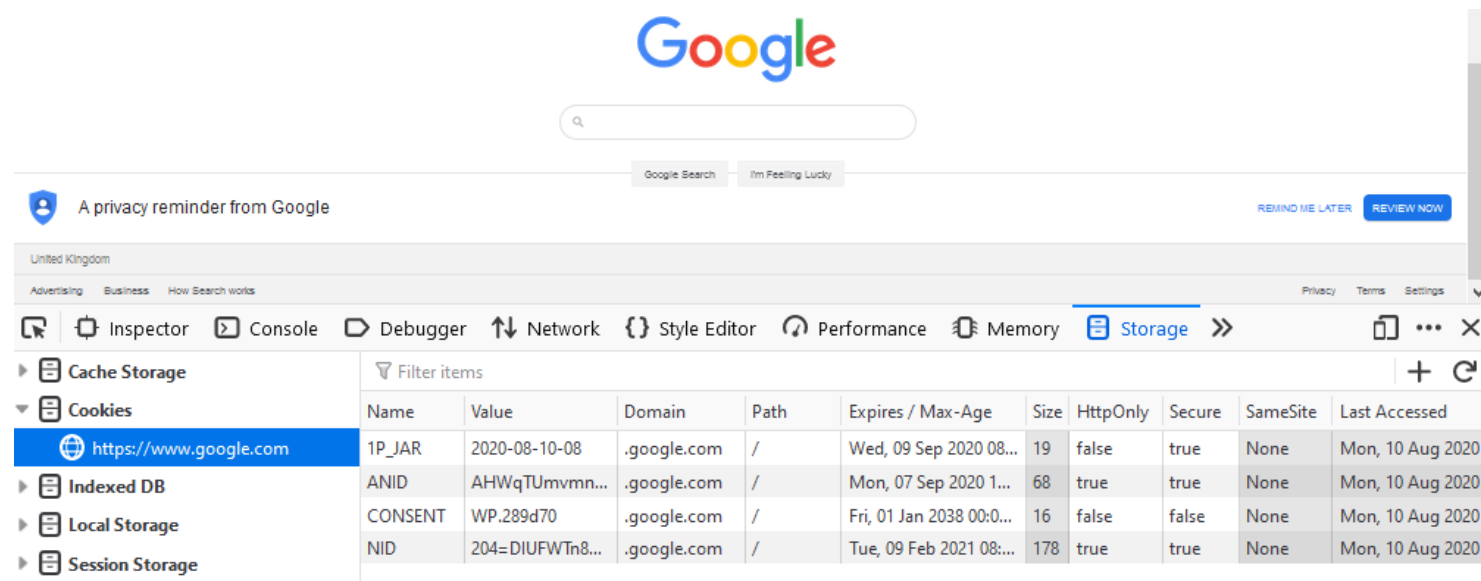 Google
Google Search I'm Feeling Lucky
A privacy reminder from Google REMIND ME LATER REVIEW NOW
United Kingdom
Advertising Business How Search works Privacy Terms Settings
Inspector Console Debugger Network {} Style Editor Performance Memory Storage
Cache Storage Filter items
Cookies Name Value Domain Path Expires / Max-Age Size HttpOnly Secure SameSite Last Accessed
https://www.google.com 1P_JAR 2020-08-10-08 .google.com / Wed, 09 Sep 2020 08... 19 false true None Mon, 10 Aug 2020
Indexed DB ANID AHWqTUmvmn... .google.com / Mon, 07 Sep 2020 1... 68 true true None Mon, 10 Aug 2020
Local Storage CONSENT WP.289d70 .google.com / Fri, 01 Jan 2038 00:0... 16 false false None Mon, 10 Aug 2020
Session Storage NID 204=DIUFWTn8... .google.com / Tue, 09 Feb 2021 08:... 178 true true None Mon, 10 Aug 2020